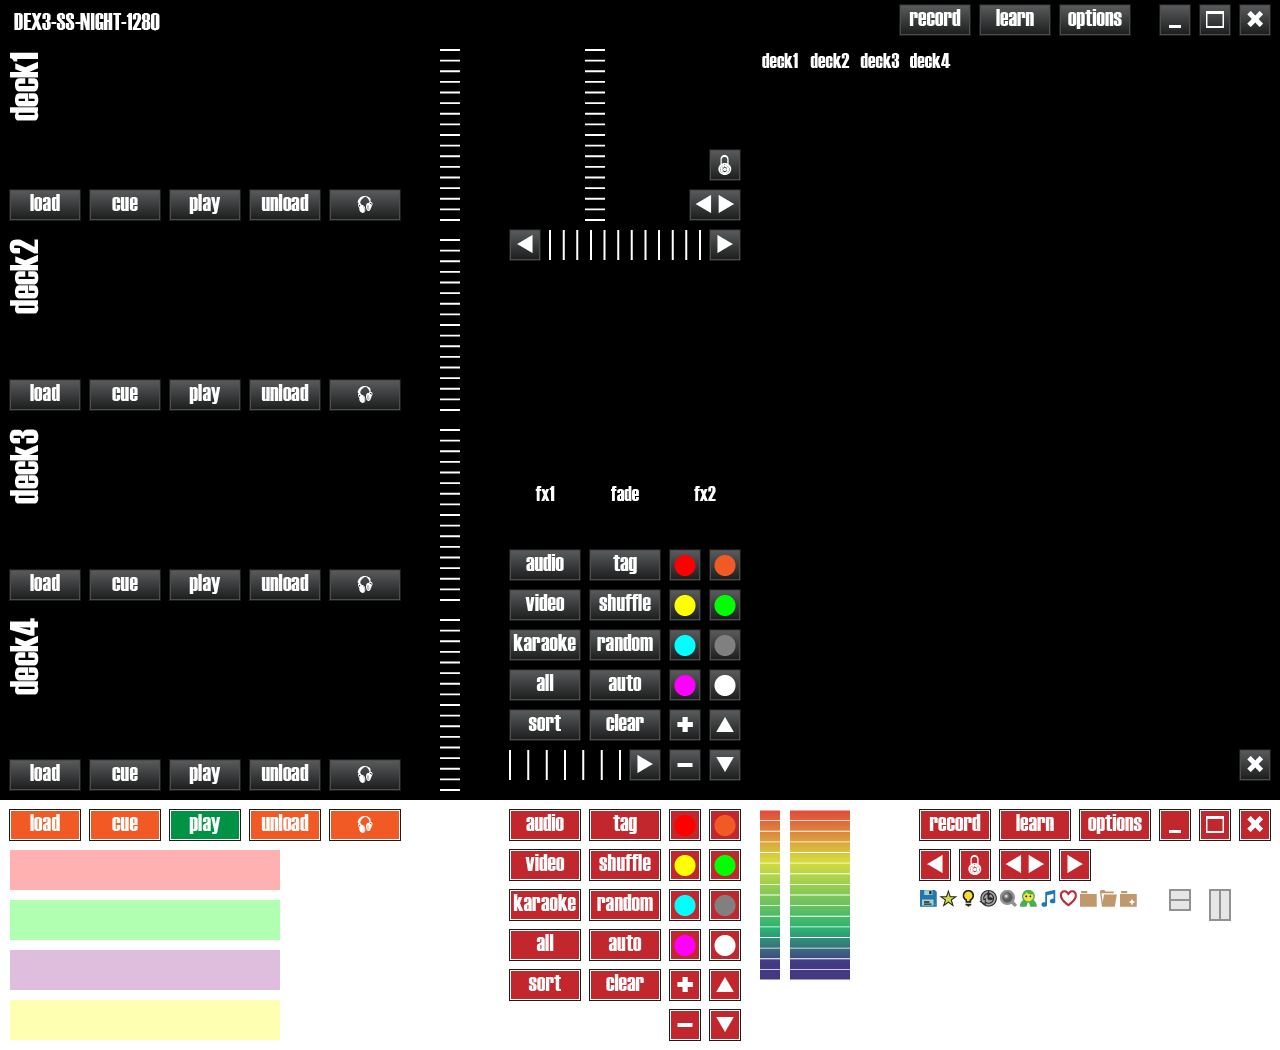 DEX3-SS-NIGHT-1280
record learn options
deck1
deck1 deck2 deck3 deck4
load cue play unload
deck2
load cue play unload
deck3
fx1 fade fx2
audio tag
load cue play unload
video shuffle
deck4
karaoke random
all auto
sort clear
load cue play unload
load cue play unload
audio tag
record learn options
video shuffle
karaoke random
all auto
sort clear